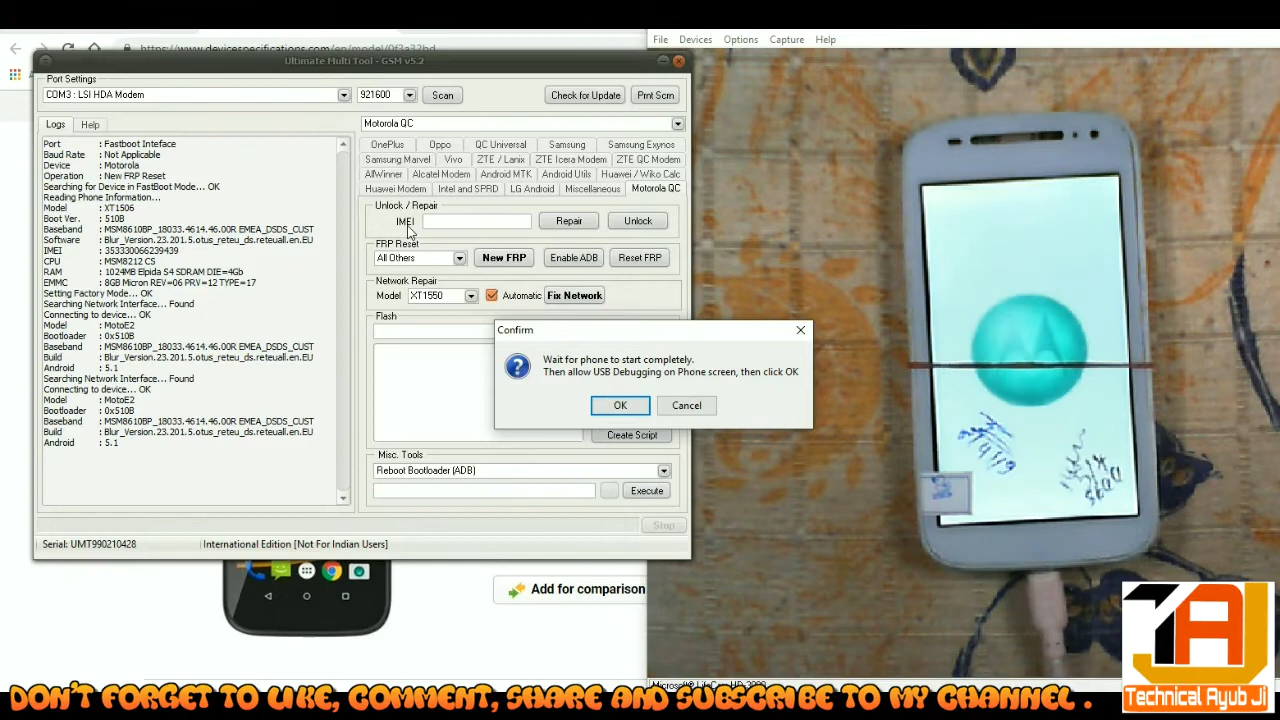 https://www.devicespecifications.com/en/model/0f3a32bd
File Devices Options Capture Help
Ultimate Multi Tool - GSM v5.2
Port Settings
COM3 : LSI HDA Modem
921600
Scan
Check for Update
Prnt Scrn
Logs
Help
Motorola QC
Port : Fastboot Inteface
Baud Rate : Not Applicable
Device : Motorola
Operation : New FRP Reset
Searching for Device in FastBoot Mode... OK
Reading Phone Information...
Model : XT1506
Boot Ver. : 510B
Baseband : MSM8610BP_18033.4614.46.00R EMEA_DSDS_CUST
Software : Blur_Version.23.201.5.otus_reteu_ds.reteuall.en.EU
IMEI : 353330066239439
CPU : MSM8212 CS
RAM : 1024MB Elpida S4 SDRAM DIE=4Gb
EMMC : 8GB Micron REV=06 PRV=12 TYPE=17
Setting Factory Mode... OK
Searching Network Interface... Found
Connecting to device... OK
Model : MotoE2
Bootloader : 0x510B
Baseband : MSM8610BP_18033.4614.46.00R EMEA_DSDS_CUST
Build : Blur_Version.23.201.5.otus_reteu_ds.reteuall.en.EU
Android : 5.1
Searching Network Interface... Found
Connecting to device... OK
Model : MotoE2
Bootloader : 0x510B
Baseband : MSM8610BP_18033.4614.46.00R EMEA_DSDS_CUST
Build : Blur_Version.23.201.5.otus_reteu_ds.reteuall.en.EU
Android : 5.1
OnePlus Oppo QC Universal Samsung Samsung Exynos
Samsung Marvel Vivo ZTE / Lanix ZTE Icera Modem ZTE QC Modem
AllWinner Alcatel Modem Android MTK Android Utils Huawei / Wiko Calc
Huawei Modem Intel and SPRD LG Android Miscellaneous Motorola QC
Unlock / Repair
IMEI
Repair
Unlock
FRP Reset
All Others
New FRP
Enable ADB
Reset FRP
Network Repair
Model XT1550
Automatic
Fix Network
Flash
Confirm
Wait for phone to start completely.
Then allow USB Debugging on Phone screen, then click OK
OK
Cancel
Create Script
Misc. Tools
Reboot Bootloader (ADB)
Execute
Stop
Serial: UMT990210428
International Edition [Not For Indian Users]
Add for comparison
TAJ
Technical Ayub Ji
DON'T FORGET TO LIKE, COMMENT, SHARE AND SUBSCRIBE TO MY CHANNEL .